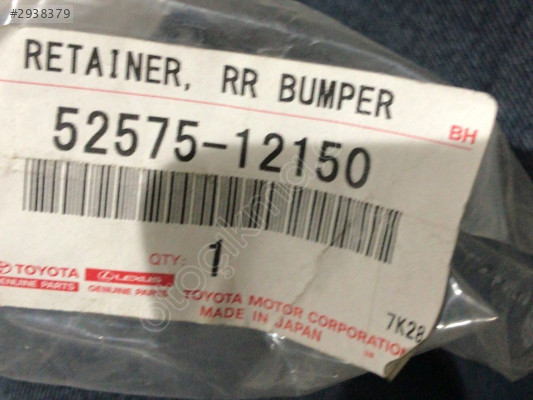 #2938379
RETAINER, RR BUMPER
BH
52575-12150
QTY: 1
TOYOTA LEXUS
GENUINE PARTS GENUINE PARTS
TOYOTA MOTOR CORPORATION 7K28
MADE IN JAPAN
otocikma